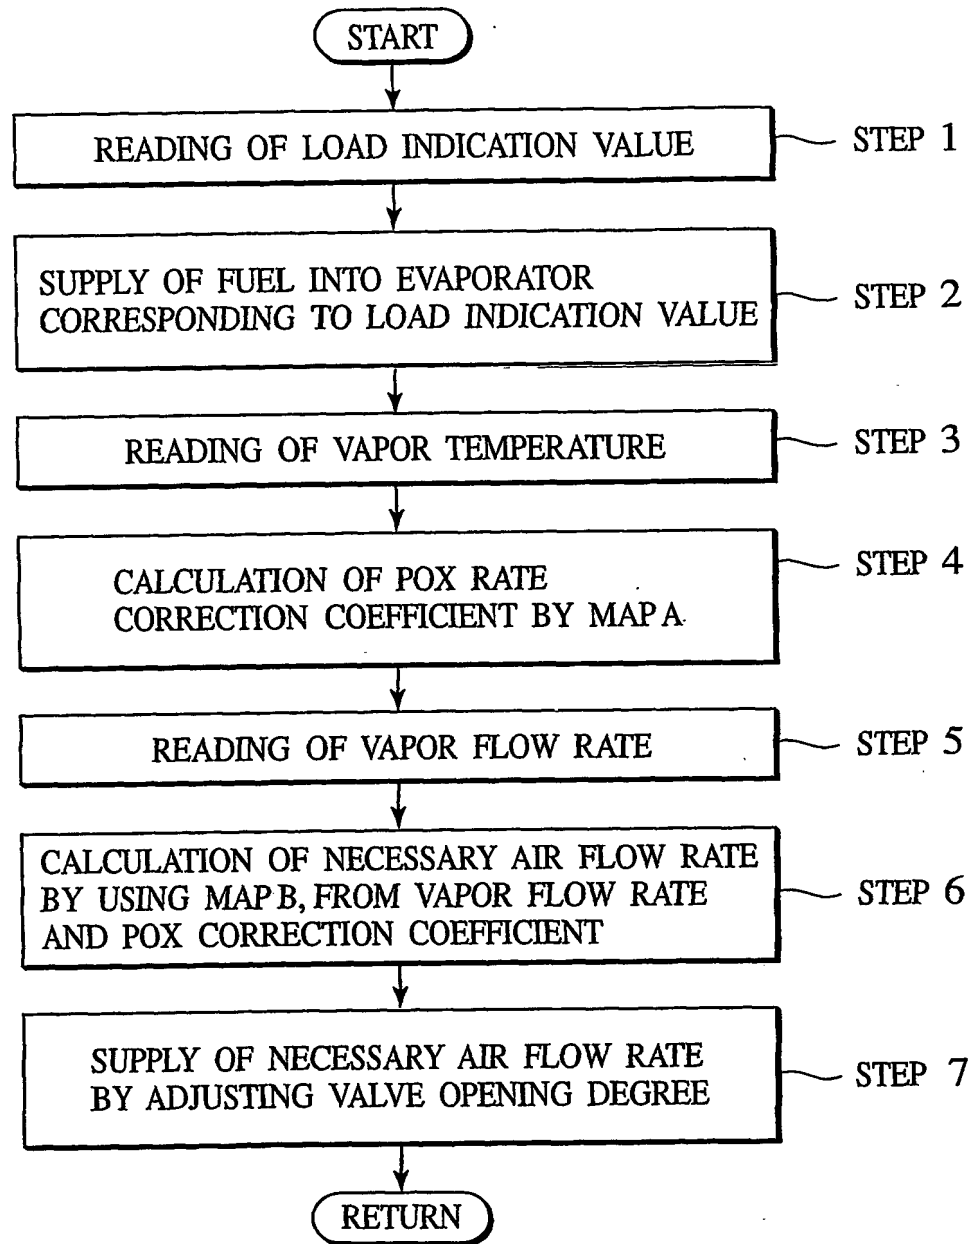 START
READING OF LOAD INDICATION VALUE
STEP 1
SUPPLY OF FUEL INTO EVAPORATOR
CORRESPONDING TO LOAD INDICATION VALUE
STEP 2
READING OF VAPOR TEMPERATURE
STEP 3
CALCULATION OF POX RATE
CORRECTION COEFFICIENT BY MAP A
STEP 4
READING OF VAPOR FLOW RATE
STEP 5
CALCULATION OF NECESSARY AIR FLOW RATE
BY USING MAP B, FROM VAPOR FLOW RATE
AND POX CORRECTION COEFFICIENT
STEP 6
SUPPLY OF NECESSARY AIR FLOW RATE
BY ADJUSTING VALVE OPENING DEGREE
STEP 7
RETURN